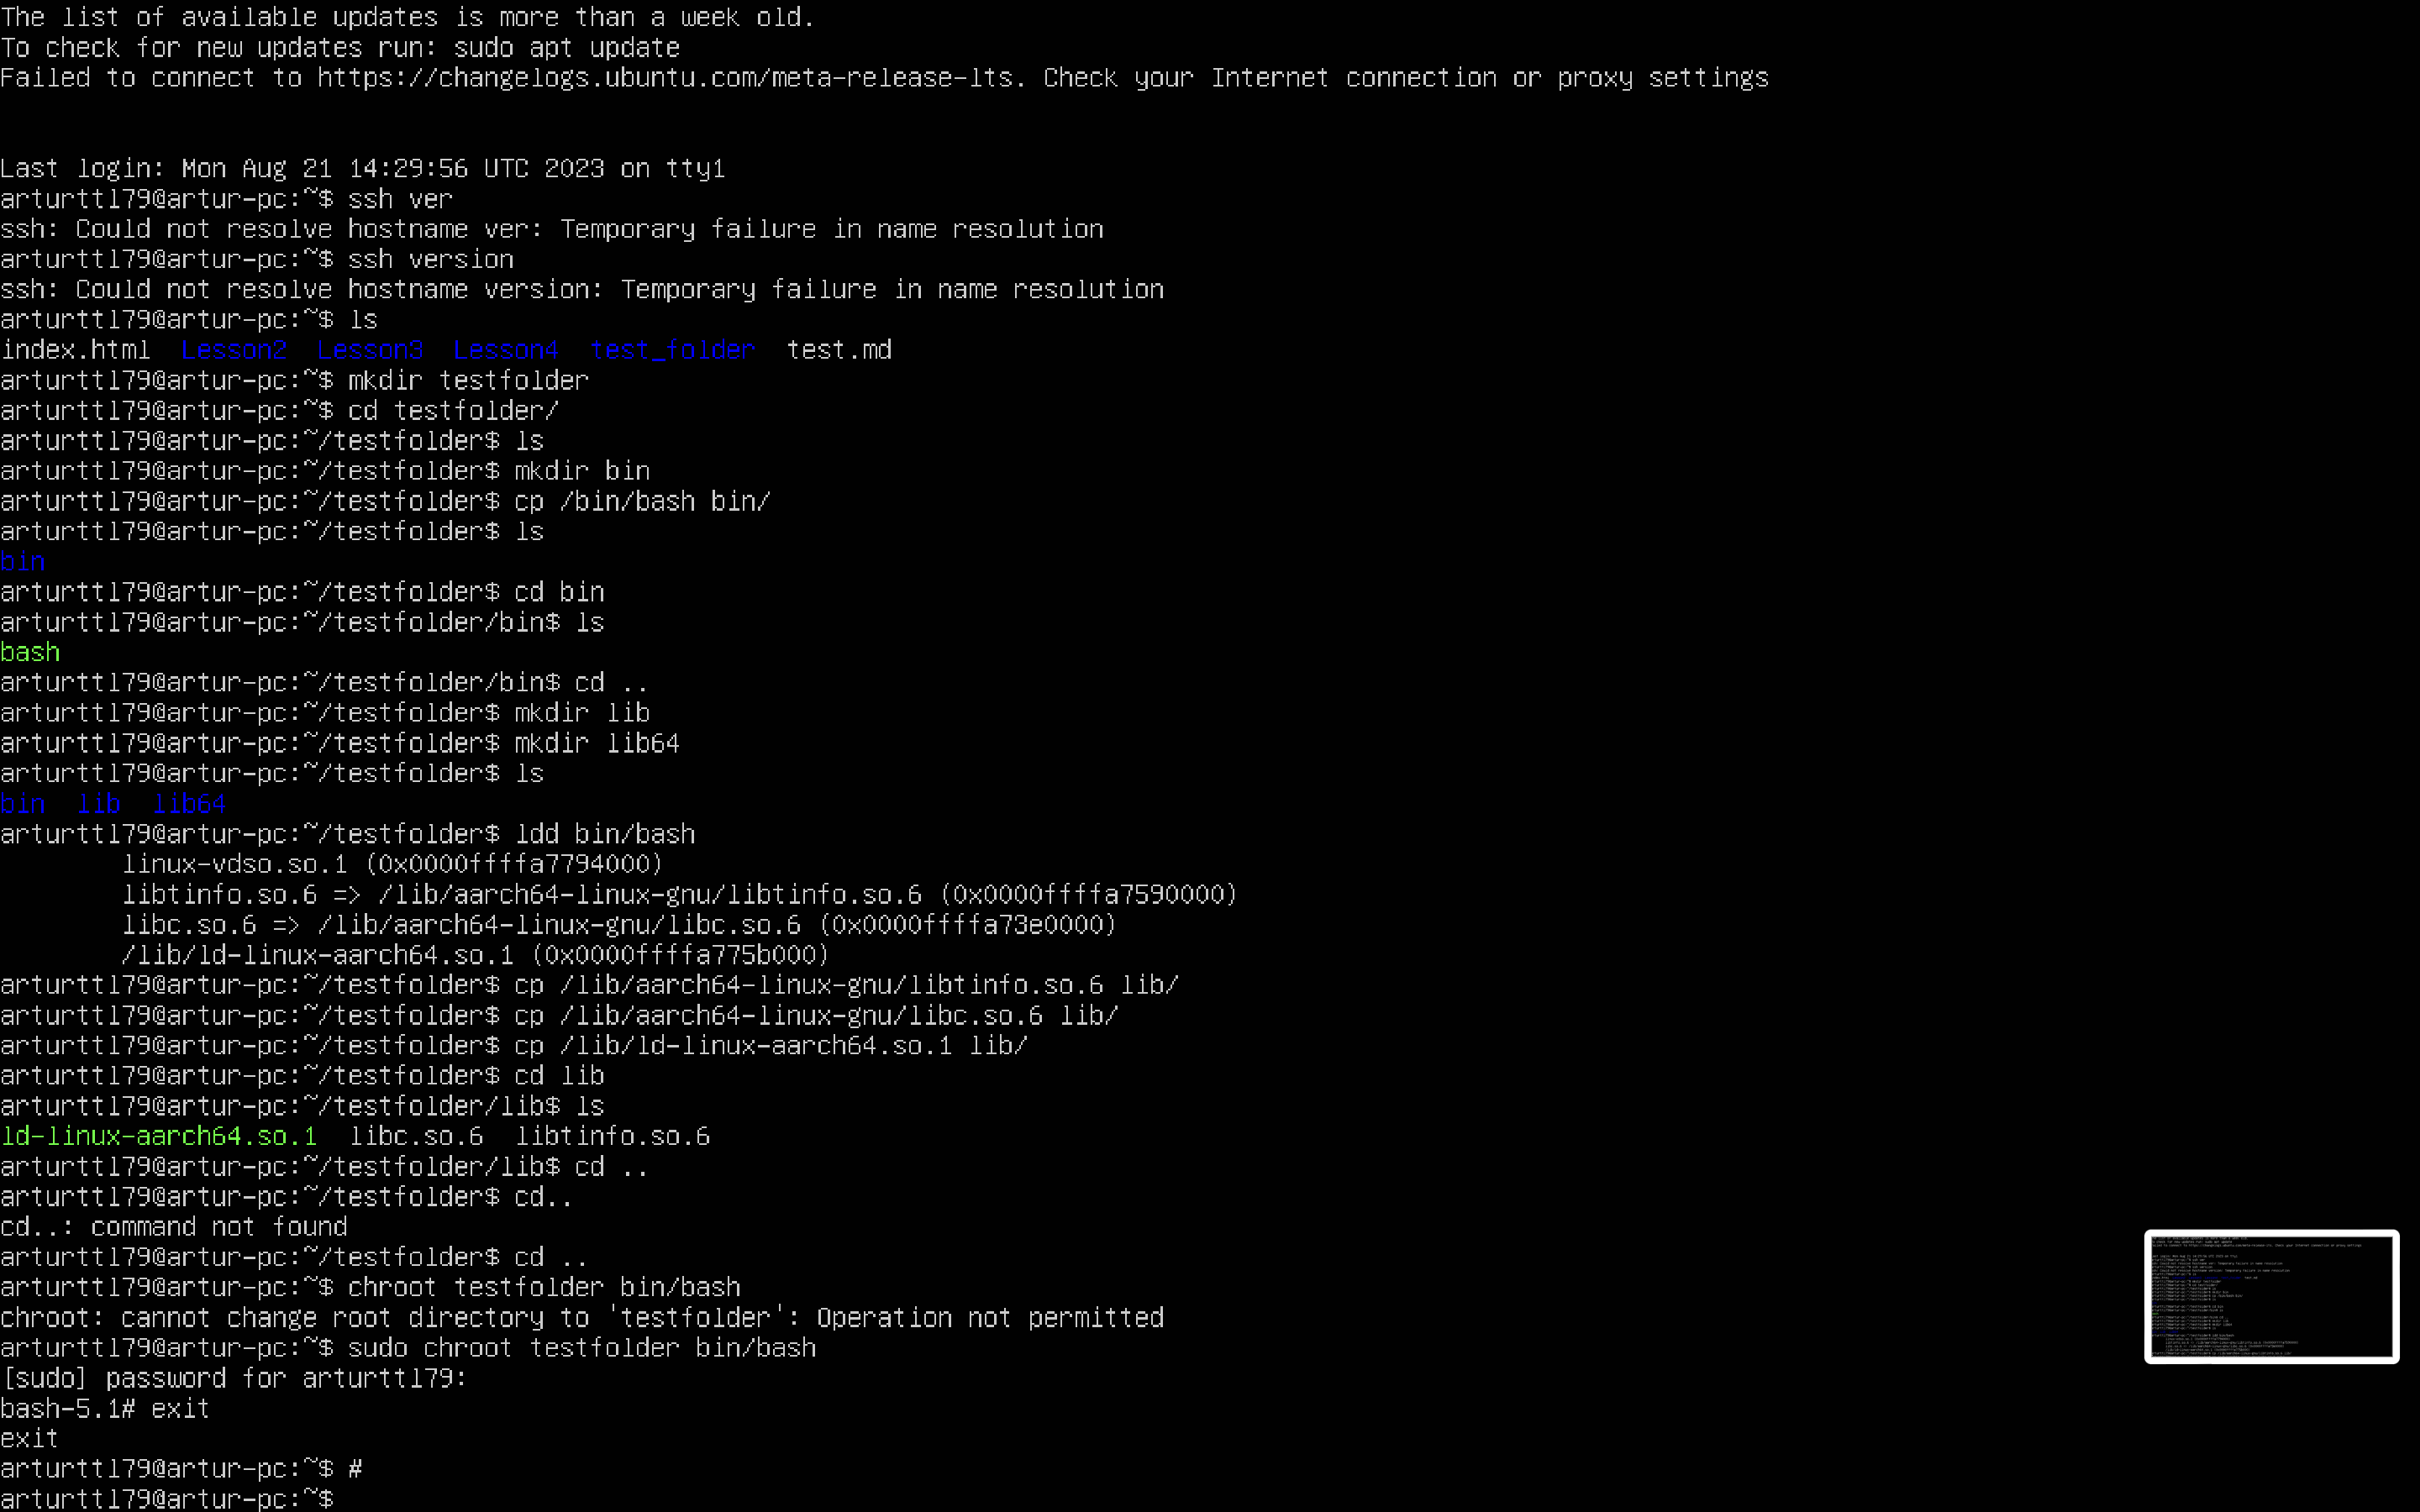 The list of available updates is more than a week old.
To check for new updates run: sudo apt update
Failed to connect to https://changelogs.ubuntu.com/meta-release-lts. Check your Internet connection or proxy settings
Last login: Mon Aug 21 14:29:56 UTC 2023 on tty1
arturttl79@artur-pc:~$ ssh ver
ssh: Could not resolve hostname ver: Temporary failure in name resolution
arturttl79@artur-pc:~$ ssh version
ssh: Could not resolve hostname version: Temporary failure in name resolution
arturttl79@artur-pc:~$ ls
index.html  Lesson2  Lesson3  Lesson4  test_folder  test.md
arturttl79@artur-pc:~$ mkdir testfolder
arturttl79@artur-pc:~$ cd testfolder/
arturttl79@artur-pc:~/testfolder$ ls
arturttl79@artur-pc:~/testfolder$ mkdir bin
arturttl79@artur-pc:~/testfolder$ cp /bin/bash bin/
arturttl79@artur-pc:~/testfolder$ ls
bin
arturttl79@artur-pc:~/testfolder$ cd bin
arturttl79@artur-pc:~/testfolder/bin$ ls
bash
arturttl79@artur-pc:~/testfolder/bin$ cd ..
arturttl79@artur-pc:~/testfolder$ mkdir lib
arturttl79@artur-pc:~/testfolder$ mkdir lib64
arturttl79@artur-pc:~/testfolder$ ls
bin  lib  lib64
arturttl79@artur-pc:~/testfolder$ ldd bin/bash
linux-vdso.so.1 (0x0000ffffa7794000)
libtinfo.so.6 => /lib/aarch64-linux-gnu/libtinfo.so.6 (0x0000ffffa7590000)
libc.so.6 => /lib/aarch64-linux-gnu/libc.so.6 (0x0000ffffa73e0000)
/lib/ld-linux-aarch64.so.1 (0x0000ffffa775b000)
arturttl79@artur-pc:~/testfolder$ cp /lib/aarch64-linux-gnu/libtinfo.so.6 lib/
arturttl79@artur-pc:~/testfolder$ cp /lib/aarch64-linux-gnu/libc.so.6 lib/
arturttl79@artur-pc:~/testfolder$ cp /lib/ld-linux-aarch64.so.1 lib/
arturttl79@artur-pc:~/testfolder$ cd lib
arturttl79@artur-pc:~/testfolder/lib$ ls
ld-linux-aarch64.so.1  libc.so.6  libtinfo.so.6
arturttl79@artur-pc:~/testfolder/lib$ cd ..
arturttl79@artur-pc:~/testfolder$ cd..
cd..: command not found
arturttl79@artur-pc:~/testfolder$ cd ..
arturttl79@artur-pc:~$ chroot testfolder bin/bash
chroot: cannot change root directory to 'testfolder': Operation not permitted
arturttl79@artur-pc:~$ sudo chroot testfolder bin/bash
[sudo] password for arturttl79:
bash-5.1# exit
exit
arturttl79@artur-pc:~$ #
arturttl79@artur-pc:~$